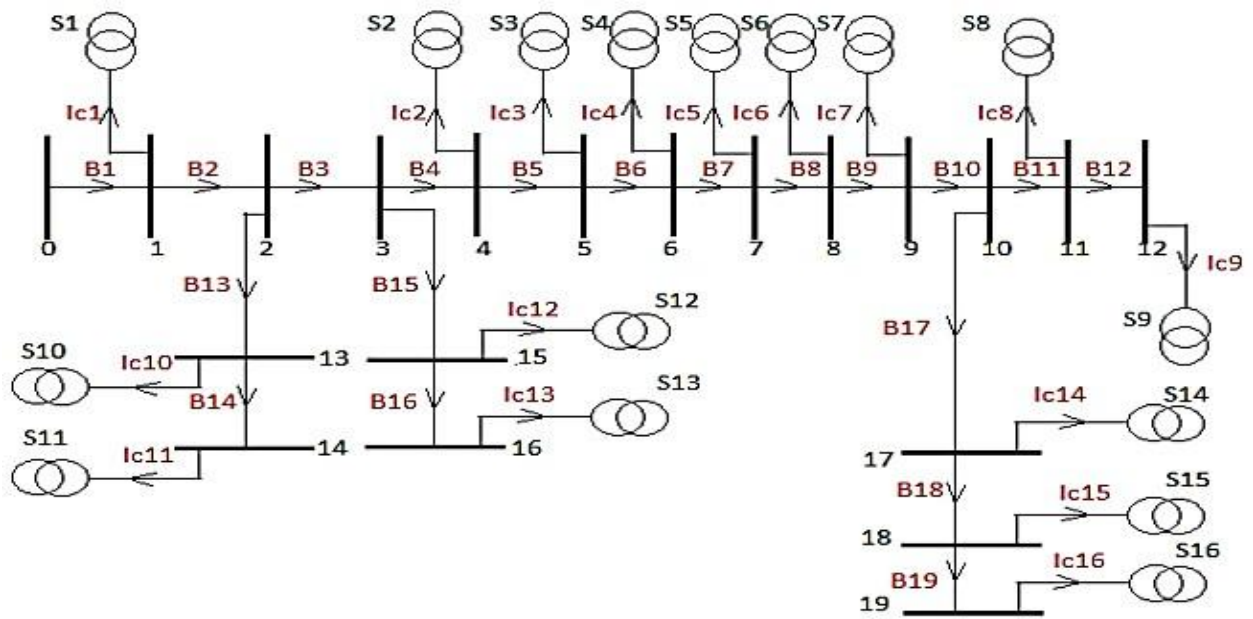 S1 S2 S3 S4 S5 S6 S7 S8
Ic1 Ic2 Ic3 Ic4 Ic5 Ic6 Ic7 Ic8
B1 B2 B3 B4 B5 B6 B7 B8 B9 B10 B11 B12
0 1 2 3 4 5 6 7 8 9 10 11 12
Ic9
B13 B15
Ic12 S12
B17 S9
S10 Ic10 13 15
B14 B16 Ic13 S13
Ic14 S14
S11 Ic11 14 16
17
B18 Ic15 S15
18
B19 Ic16 S16
19